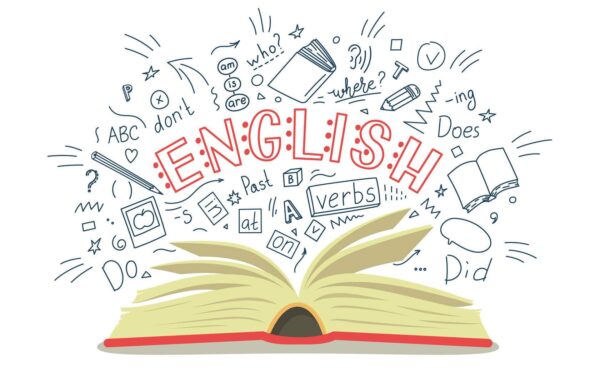 who?
am
is
are
where?
T
P
-ing
ABC
don't
Does
ENGLISH
?
Past
B
verbs
's
m
at
A
on
Do
...
Did